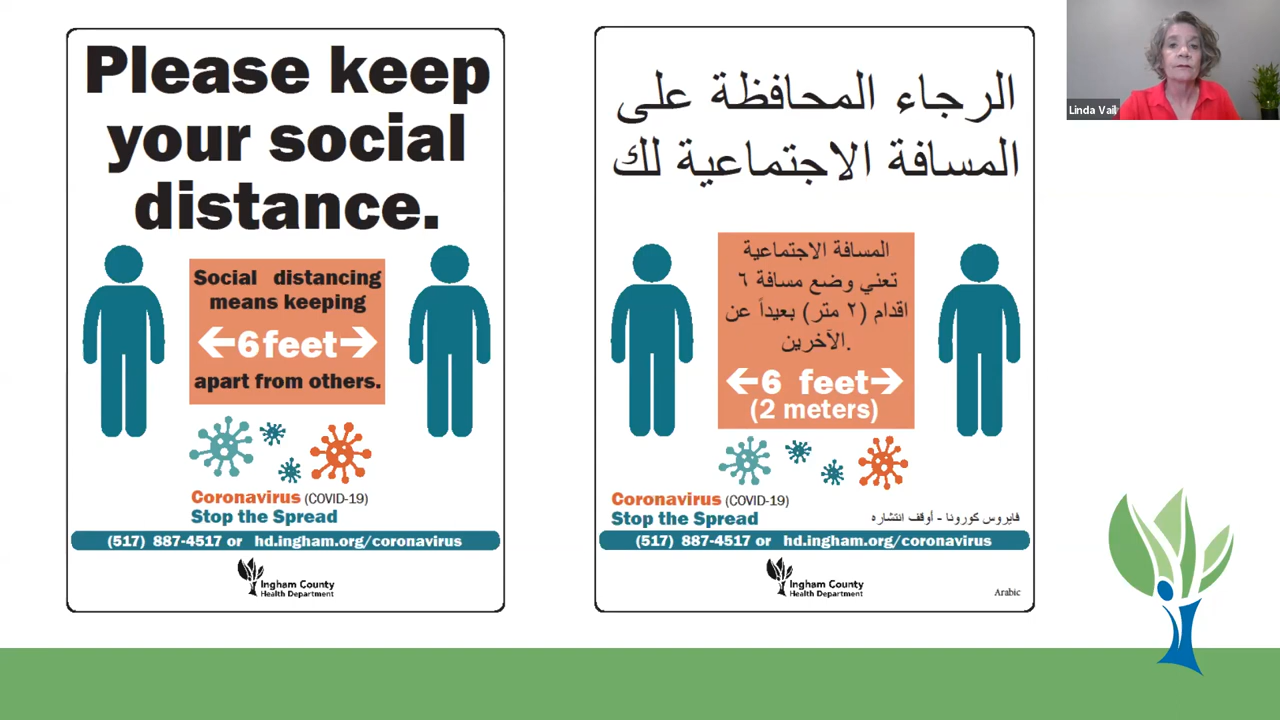 Please keep
your social
distance.
Social distancing
means keeping
6 feet
apart from others.
Coronavirus (COVID-19)
Stop the Spread
(517) 887-4517 or hd.ingham.org/coronavirus
Ingham County
Health Department
الرجاء المحافظة على
المسافة الاجتماعية لك
المسافة الاجتماعية
تعني وضع مسافة ٦
اقدام (٢ متر) بعيداً عن
الآخرين.
6 feet
(2 meters)
Coronavirus (COVID-19)
Stop the Spread
فايروس كورونا - أوقف انتشاره
(517) 887-4517 or hd.ingham.org/coronavirus
Ingham County
Health Department
Arabic
Linda Vail